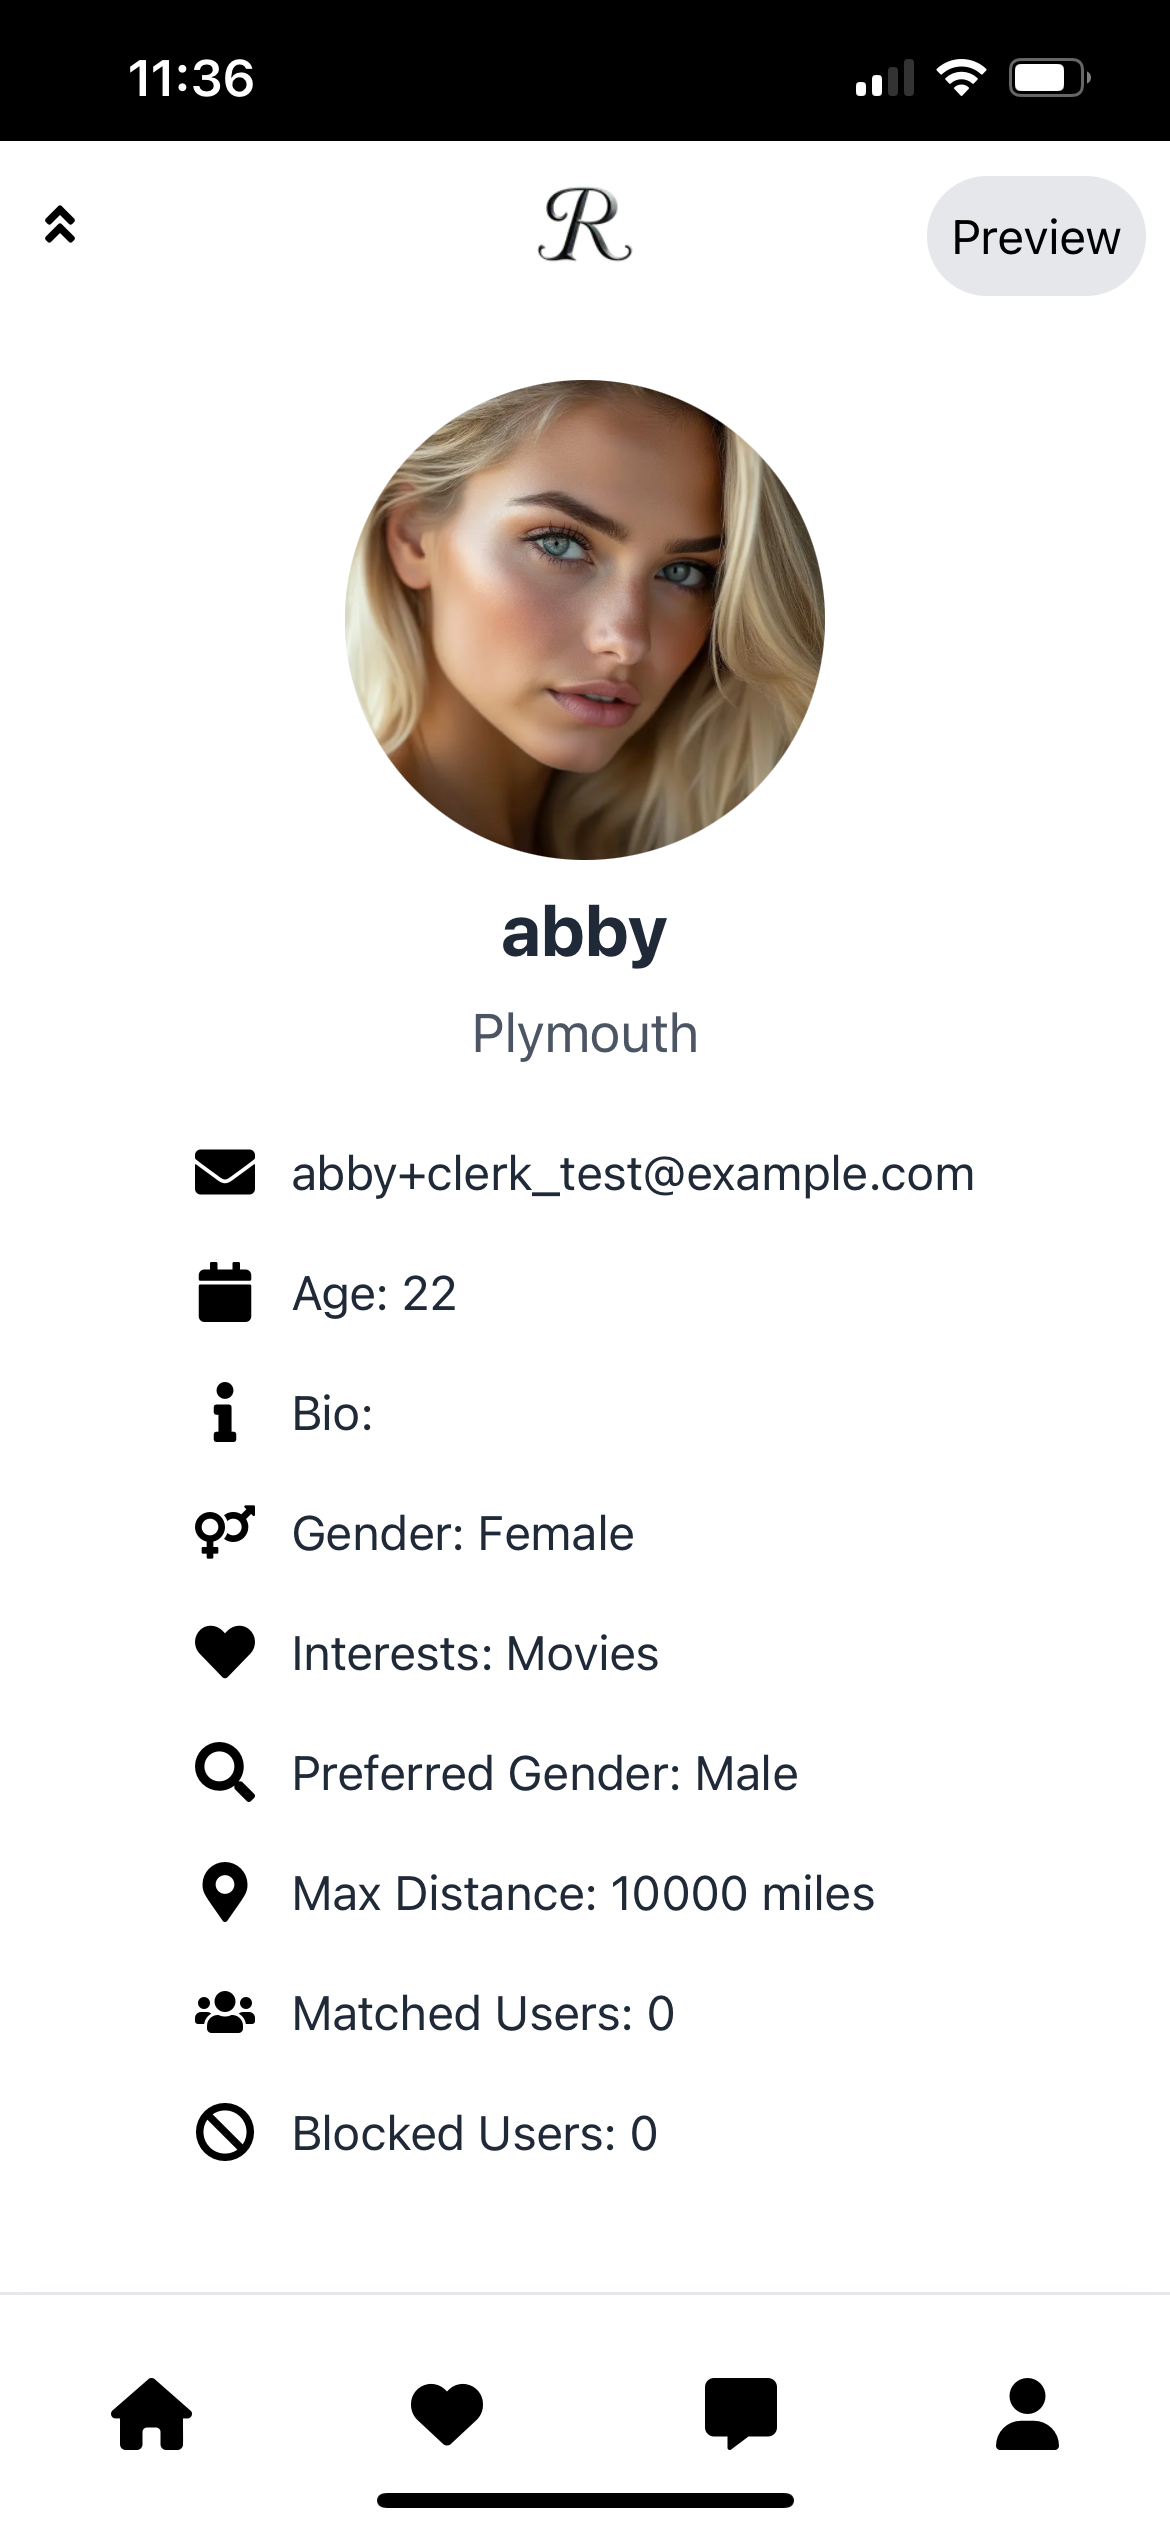 11:36
R
Preview
abby
Plymouth
abby+clerk_test@example.com
Age: 22
Bio:
Gender: Female
Interests: Movies
Preferred Gender: Male
Max Distance: 10000 miles
Matched Users: 0
Blocked Users: 0